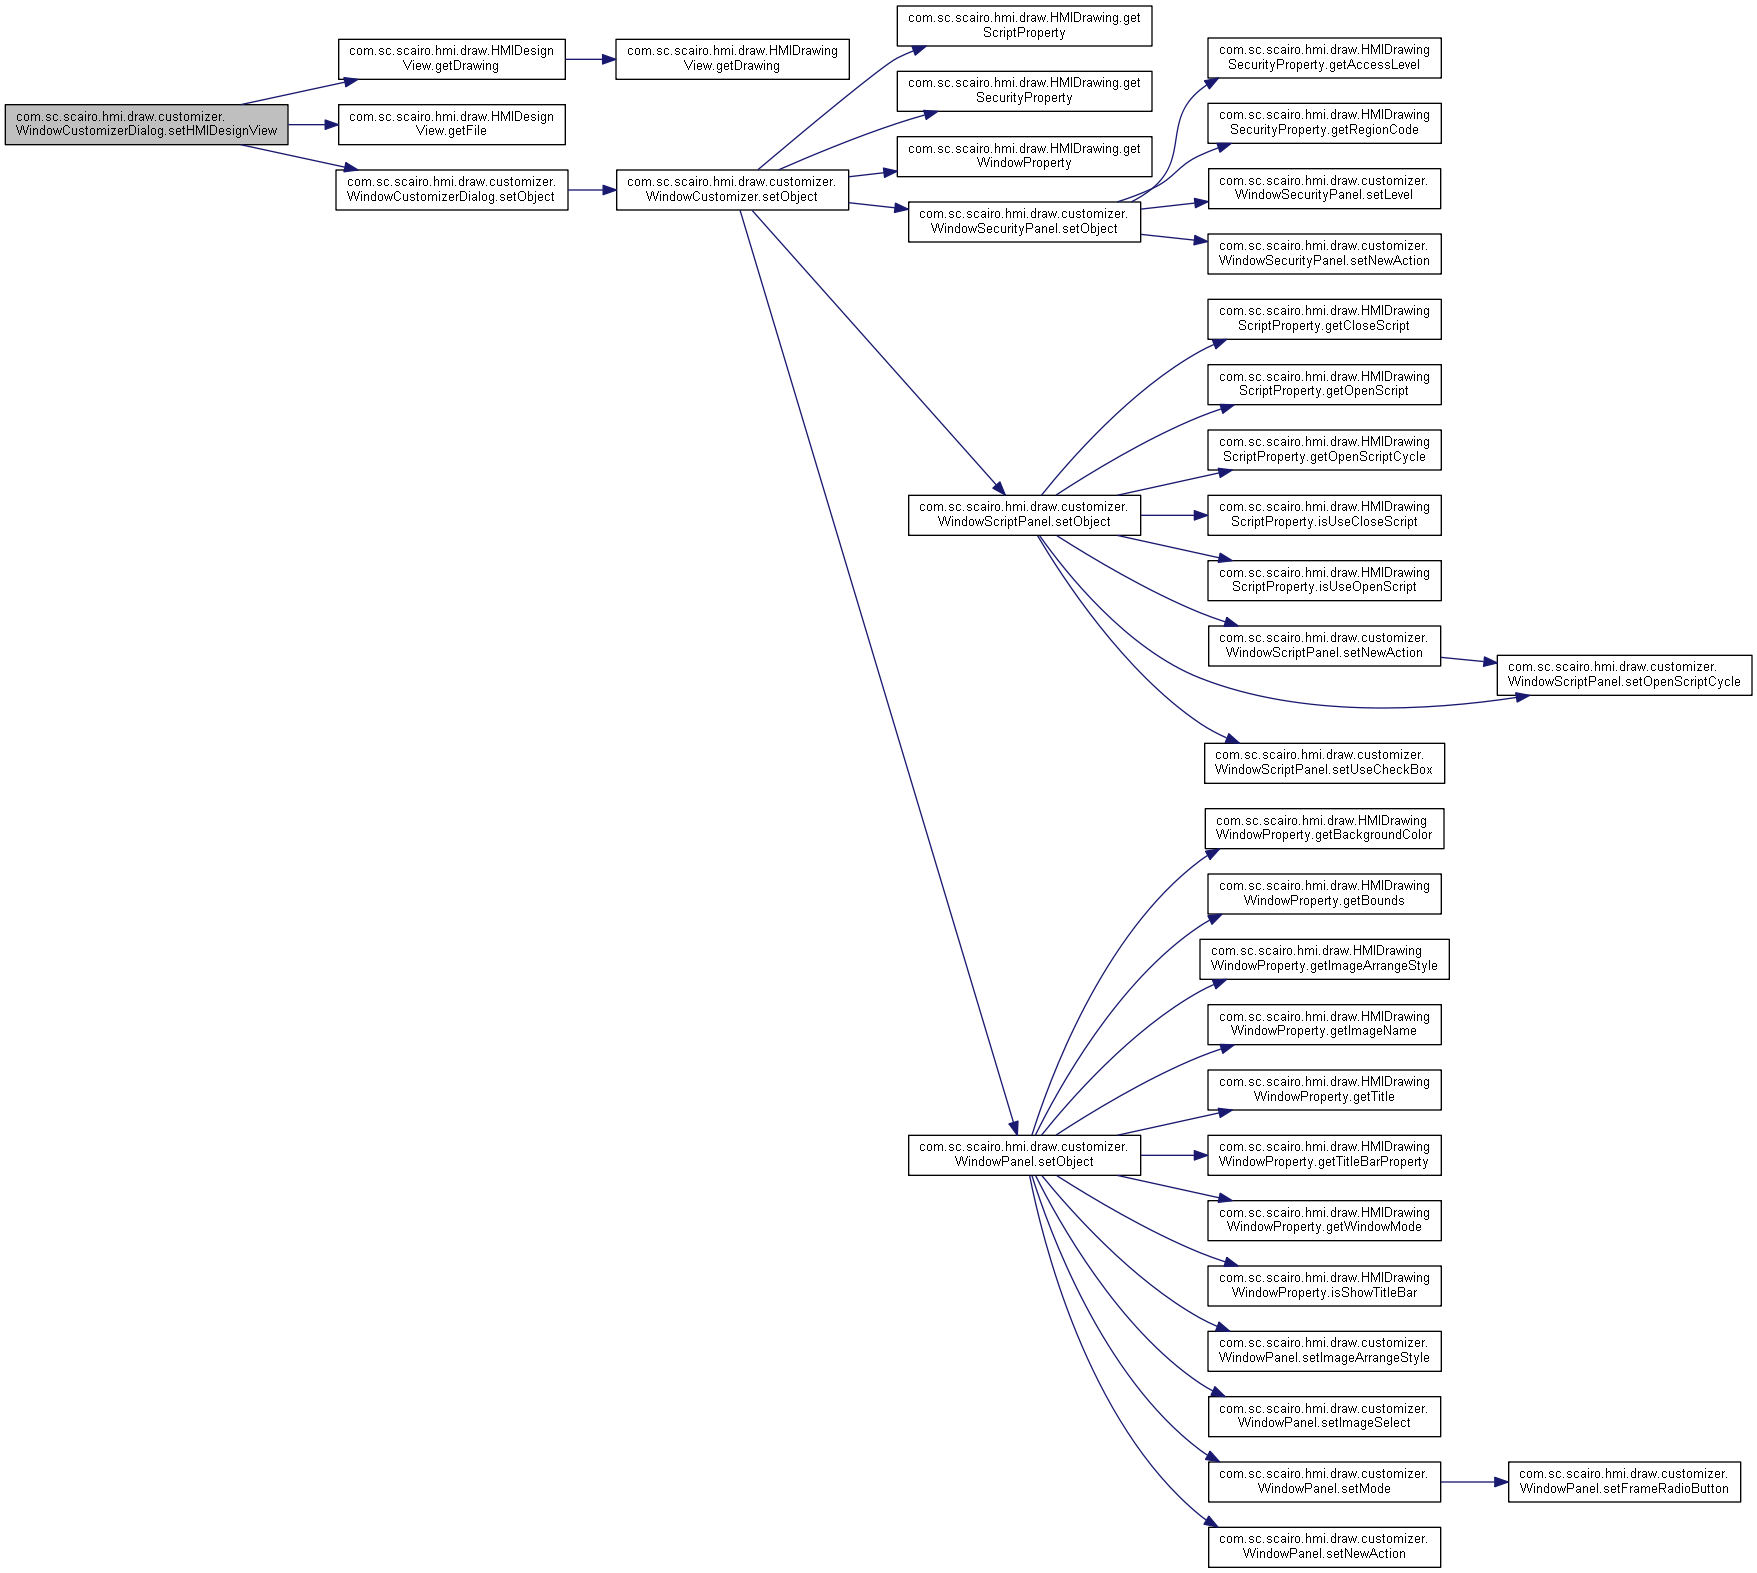 com.sc.scairo.hmi.draw.customizer.
WindowCustomizerDialog.setHMIDesignView
com.sc.scairo.hmi.draw.HMIDesign
View.getDrawing
com.sc.scairo.hmi.draw.HMIDesign
View.getFile
com.sc.scairo.hmi.draw.customizer.
WindowCustomizerDialog.setObject
com.sc.scairo.hmi.draw.HMIDrawing
View.getDrawing
com.sc.scairo.hmi.draw.customizer.
WindowCustomizer.setObject
com.sc.scairo.hmi.draw.HMIDrawing.get
ScriptProperty
com.sc.scairo.hmi.draw.HMIDrawing.get
SecurityProperty
com.sc.scairo.hmi.draw.HMIDrawing.get
WindowProperty
com.sc.scairo.hmi.draw.customizer.
WindowSecurityPanel.setObject
com.sc.scairo.hmi.draw.customizer.
WindowScriptPanel.setObject
com.sc.scairo.hmi.draw.customizer.
WindowPanel.setObject
com.sc.scairo.hmi.draw.HMIDrawing
SecurityProperty.getAccessLevel
com.sc.scairo.hmi.draw.HMIDrawing
SecurityProperty.getRegionCode
com.sc.scairo.hmi.draw.customizer.
WindowSecurityPanel.setLevel
com.sc.scairo.hmi.draw.customizer.
WindowSecurityPanel.setNewAction
com.sc.scairo.hmi.draw.HMIDrawing
ScriptProperty.getCloseScript
com.sc.scairo.hmi.draw.HMIDrawing
ScriptProperty.getOpenScript
com.sc.scairo.hmi.draw.HMIDrawing
ScriptProperty.getOpenScriptCycle
com.sc.scairo.hmi.draw.HMIDrawing
ScriptProperty.isUseCloseScript
com.sc.scairo.hmi.draw.HMIDrawing
ScriptProperty.isUseOpenScript
com.sc.scairo.hmi.draw.customizer.
WindowScriptPanel.setNewAction
com.sc.scairo.hmi.draw.customizer.
WindowScriptPanel.setOpenScriptCycle
com.sc.scairo.hmi.draw.customizer.
WindowScriptPanel.setUseCheckBox
com.sc.scairo.hmi.draw.HMIDrawing
WindowProperty.getBackgroundColor
com.sc.scairo.hmi.draw.HMIDrawing
WindowProperty.getBounds
com.sc.scairo.hmi.draw.HMIDrawing
WindowProperty.getImageArrangeStyle
com.sc.scairo.hmi.draw.HMIDrawing
WindowProperty.getImageName
com.sc.scairo.hmi.draw.HMIDrawing
WindowProperty.getTitle
com.sc.scairo.hmi.draw.HMIDrawing
WindowProperty.getTitleBarProperty
com.sc.scairo.hmi.draw.HMIDrawing
WindowProperty.getWindowMode
com.sc.scairo.hmi.draw.HMIDrawing
WindowProperty.isShowTitleBar
com.sc.scairo.hmi.draw.customizer.
WindowPanel.setImageArrangeStyle
com.sc.scairo.hmi.draw.customizer.
WindowPanel.setImageSelect
com.sc.scairo.hmi.draw.customizer.
WindowPanel.setMode
com.sc.scairo.hmi.draw.customizer.
WindowPanel.setFrameRadioButton
com.sc.scairo.hmi.draw.customizer.
WindowPanel.setNewAction